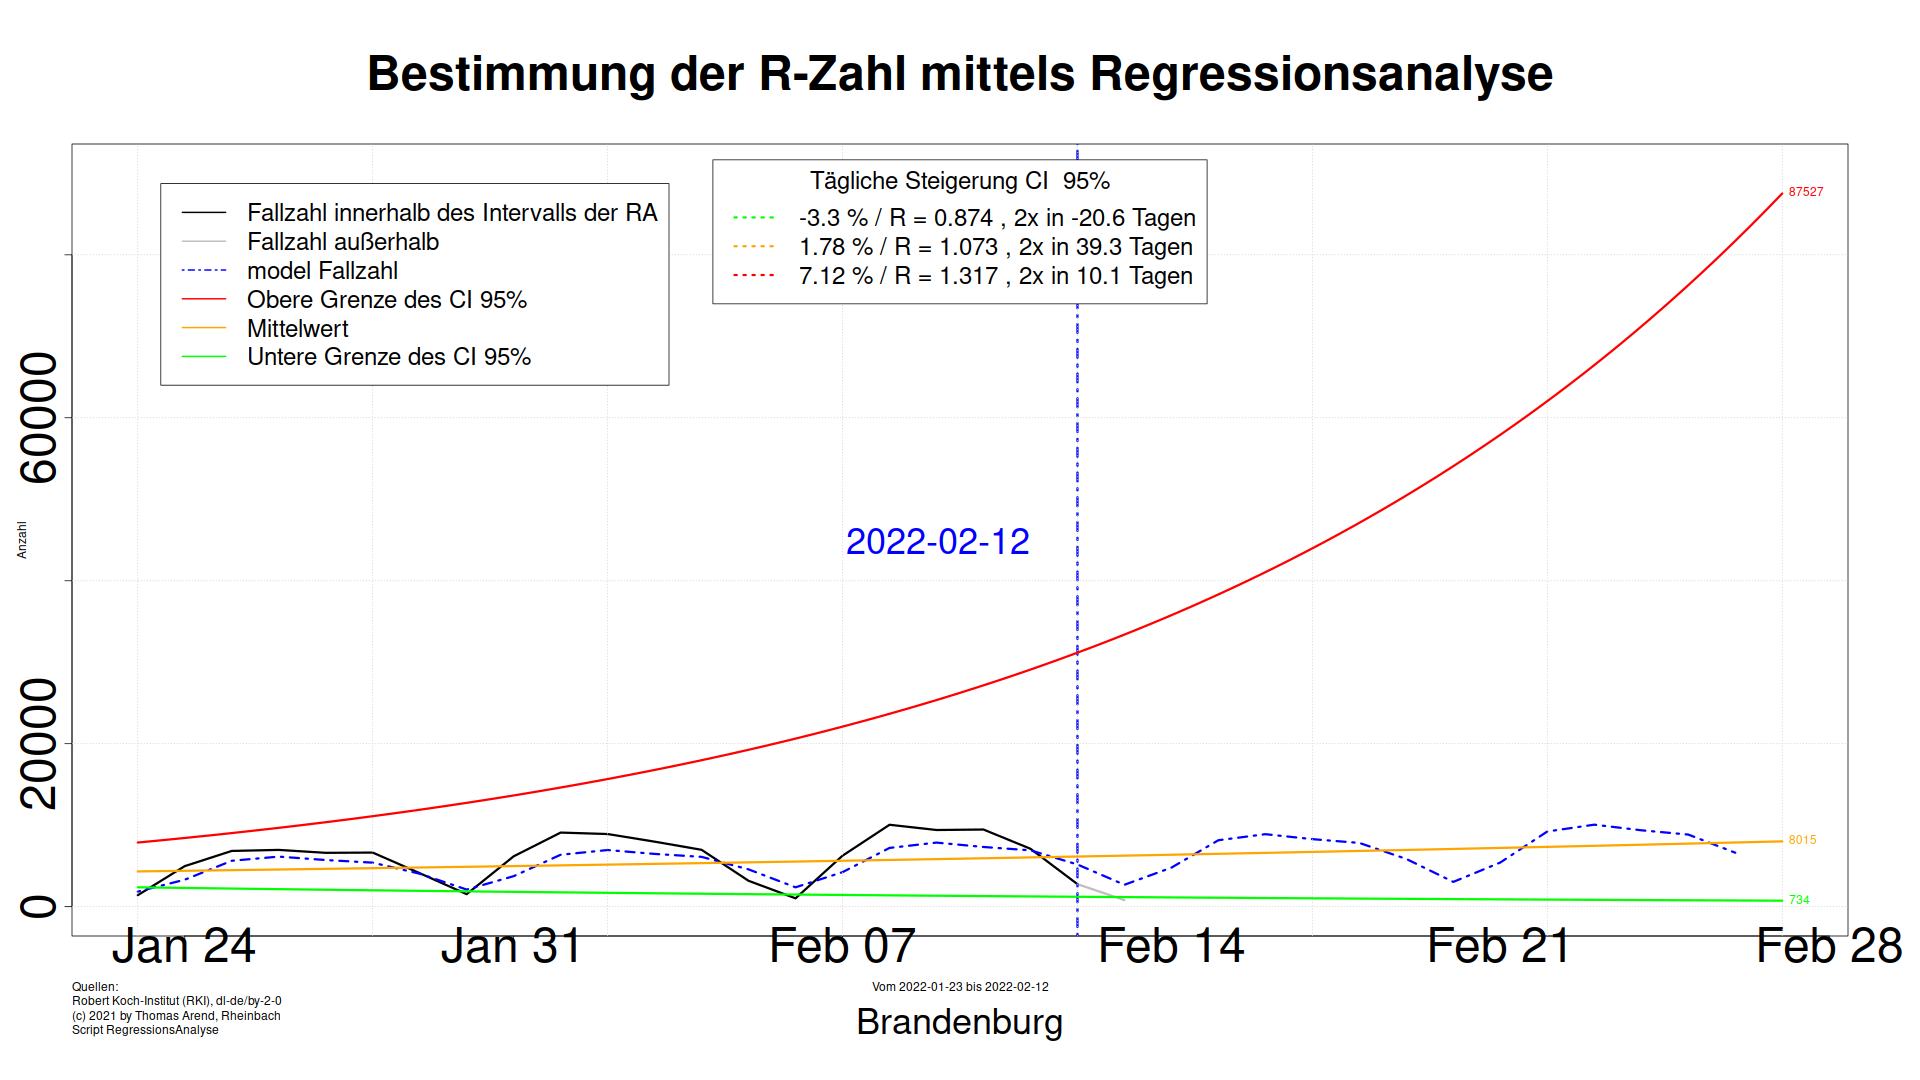 Bestimmung der R-Zahl mittels Regressionsanalyse
Fallzahl innerhalb des Intervalls der RA
Fallzahl außerhalb
model Fallzahl
Obere Grenze des CI 95%
Mittelwert
Untere Grenze des CI 95%
Tägliche Steigerung CI 95%
-3.3 % / R = 0.874 , 2x in -20.6 Tagen
1.78 % / R = 1.073 , 2x in 39.3 Tagen
7.12 % / R = 1.317 , 2x in 10.1 Tagen
87527
60000
2022-02-12
Anzahl
20000
8015
734
0
Jan 24
Jan 31
Feb 07
Feb 14
Feb 21
Feb 28
Quellen:
Robert Koch-Institut (RKI), dl-de/by-2-0
(c) 2021 by Thomas Arend, Rheinbach
Script RegressionsAnalyse
Vom 2022-01-23 bis 2022-02-12
Brandenburg